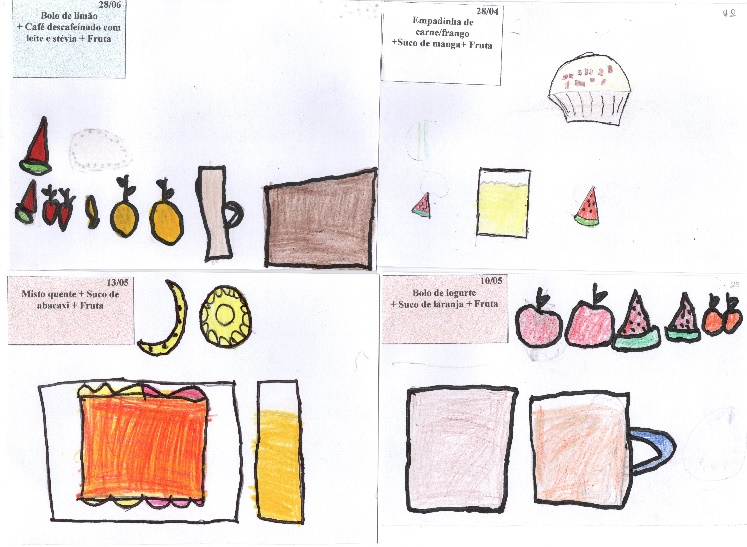 28/06
Bolo de limão
+ Café descafeinado com
leite e stévia + Fruta
28/04
Empadinha de
carne/frango
+Suco de manga+ Fruta
13/05
Misto quente + Suco de
abacaxi + Fruta
10/05
Bolo de iogurte
+ Suco de laranja + Fruta